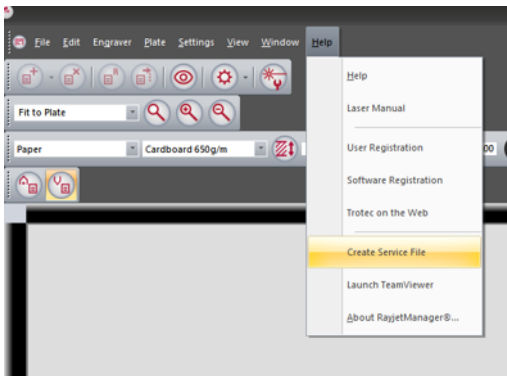 File Edit Engraver Plate Settings View Window Help
Fit to Plate
Paper Cardboard 650g/m 00
Help
Laser Manual
User Registration
Software Registration
Trotec on the Web
Create Service File
Launch TeamViewer
About RayjetManager®...